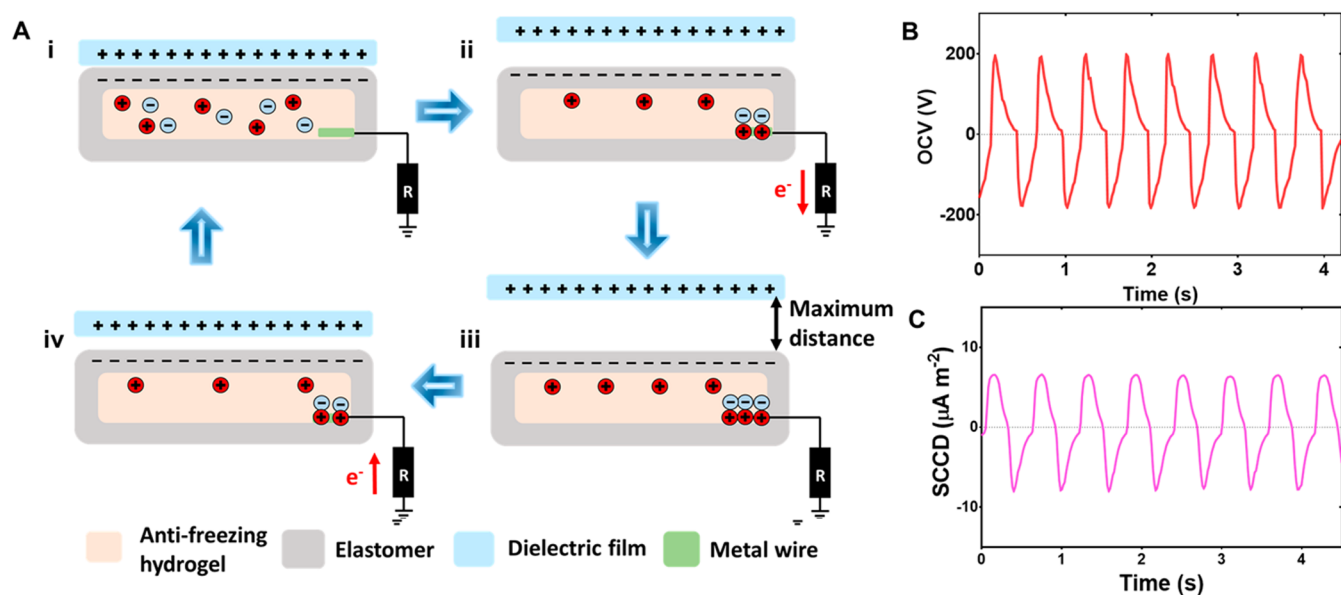 A
i
+ + + + + + + + + + + + + + + +
R
ii
+ + + + + + + + + + + + + + + +
e-
R
iii
+ + + + + + + + + + + + + + + +
Maximum
distance
R
iv
+ + + + + + + + + + + + + + + +
e-
R
Anti-freezing
hydrogel
Elastomer
Dielectric film
Metal wire
B
OCV (V)
200
0
-200
0 1 2 3 4
Time (s)
C
SCCD (μA m-2)
10
0
-10
0 1 2 3 4
Time (s)